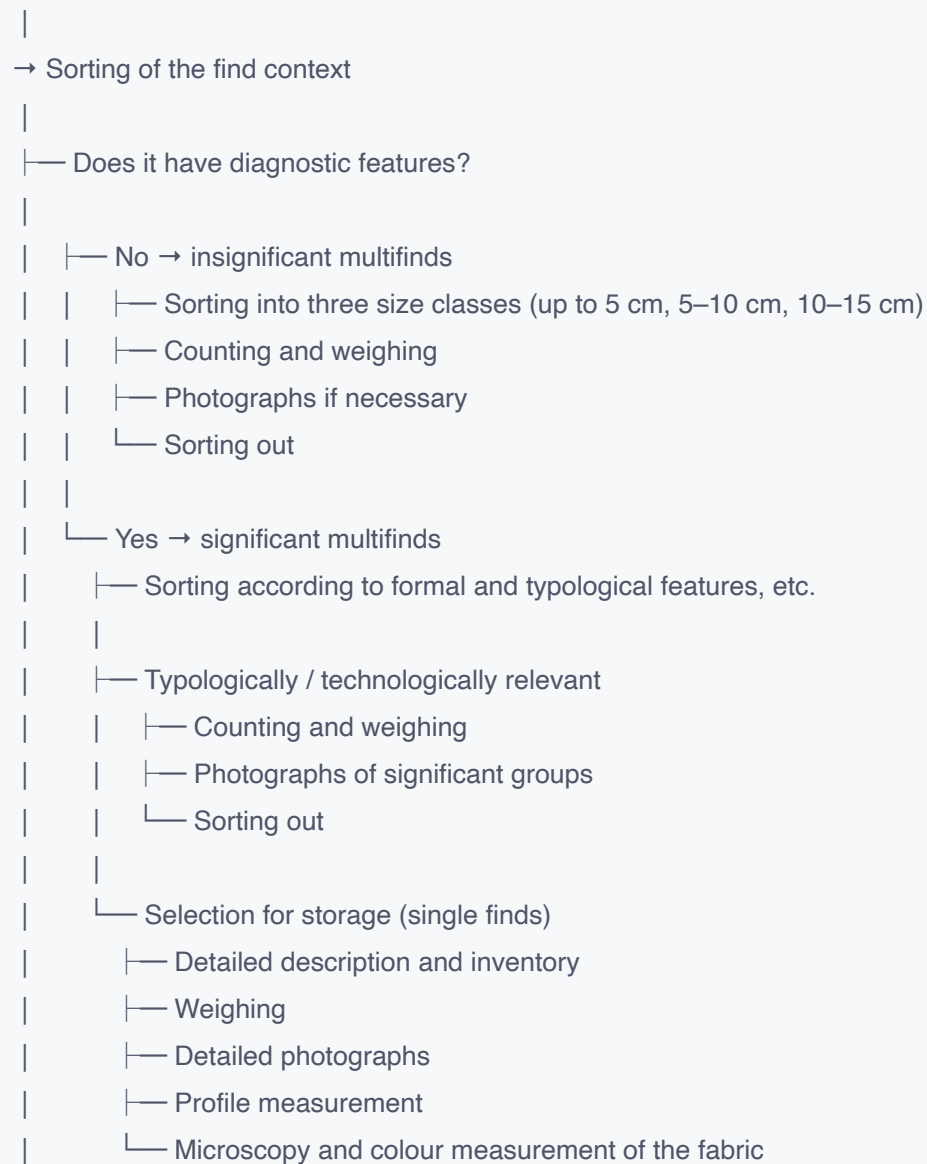 |
→ Sorting of the find context
|
├── Does it have diagnostic features?
|
|   ├── No → insignificant multifinds
|   |   ├── Sorting into three size classes (up to 5 cm, 5–10 cm, 10–15 cm)
|   |   ├── Counting and weighing
|   |   ├── Photographs if necessary
|   |   └── Sorting out
|   |
|   └── Yes → significant multifinds
|       ├── Sorting according to formal and typological features, etc.
|       |
|       ├── Typologically / technologically relevant
|       |   ├── Counting and weighing
|       |   ├── Photographs of significant groups
|       |   └── Sorting out
|       |
|       └── Selection for storage (single finds)
|           ├── Detailed description and inventory
|           ├── Weighing
|           ├── Detailed photographs
|           ├── Profile measurement
|           └── Microscopy and colour measurement of the fabric